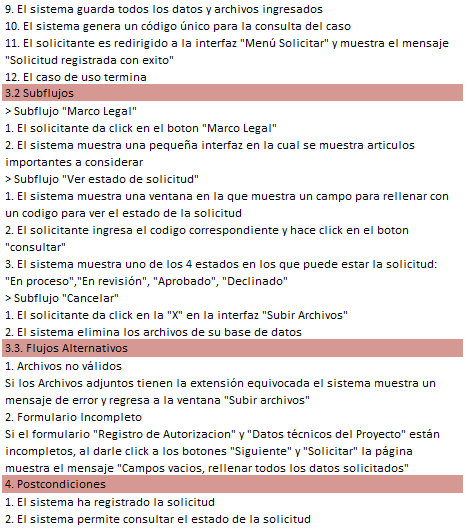 9. El sistema guarda todos los datos y archivos ingresados
10. El sistema genera un código único para la consulta del caso
11. El solicitante es redirigido a la interfaz "Menú Solicitar" y muestra el mensaje
"Solicitud registrada con exito"
12. El caso de uso termina
3.2 Subflujos
> Subflujo "Marco Legal"
1. El solicitante da click en el boton "Marco Legal"
2. El sistema muestra una pequeña interfaz en la cual se muestra articulos
importantes a considerar
> Subflujo "Ver estado de solicitud"
1. El sistema muestra una ventana en la que muestra un campo para rellenar con
un codigo para ver el estado de la solicitud
2. El solicitante ingresa el codigo correspondiente y hace click en el boton
"consultar"
3. El sistema muestra uno de los 4 estados en los que puede estar la solicitud:
"En proceso","En revisión", "Aprobado", "Declinado"
> Subflujo "Cancelar"
1. El solicitante da click en la "X" en la interfaz "Subir Archivos"
2. El sistema elimina los archivos de su base de datos
3.3. Flujos Alternativos
1. Archivos no válidos
Si los Archivos adjuntos tienen la extensión equivocada el sistema muestra un
mensaje de error y regresa a la ventana "Subir archivos"
2. Formulario Incompleto
Si el formulario "Registro de Autorizacion" y "Datos técnicos del Proyecto" están
incompletos, al darle click a los botones "Siguiente" y "Solicitar" la página
muestra el mensaje "Campos vacios, rellenar todos los datos solicitados"
4. Postcondiciones
1. El sistema ha registrado la solicitud
2. El sistema permite consultar el estado de la solicitud